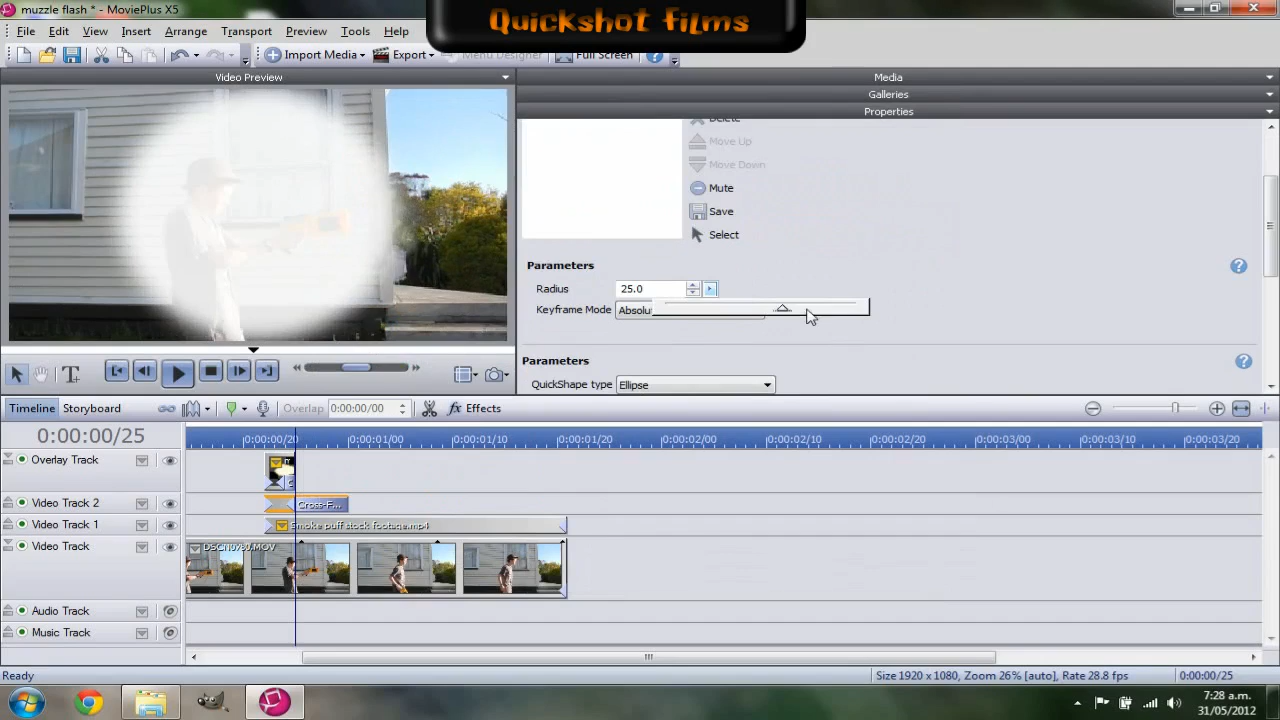 muzzle flash * - MoviePlus X5
Quickshot films
File Edit View Insert Arrange Transport Preview Tools Help
Import Media Export Menu Designer Full Screen
Video Preview
Media
Galleries
Properties
Delete
Move Up
Move Down
Mute
Save
Select
Parameters
Radius 25.0
Keyframe Mode
Parameters
QuickShape type Ellipse
Timeline Storyboard Overlap 0:00:00/00 fx Effects
0:00:00/25 0:00:00/20 0:00:01/00 0:00:01/10 0:00:01/20 0:00:02/00 0:00:02/10 0:00:02/20 0:00:03/00 0:00:03/10 0:00:03/20
Overlay Track
Video Track 2 Cross-F...
Video Track 1 Smoke puff stock footage.mp4
Video Track DSCN0780.MOV
Audio Track
Music Track
Ready Size 1920 x 1080, Zoom 26% [auto], Rate 28.8 fps 0:00:00/25
7:28 a.m.
31/05/2012